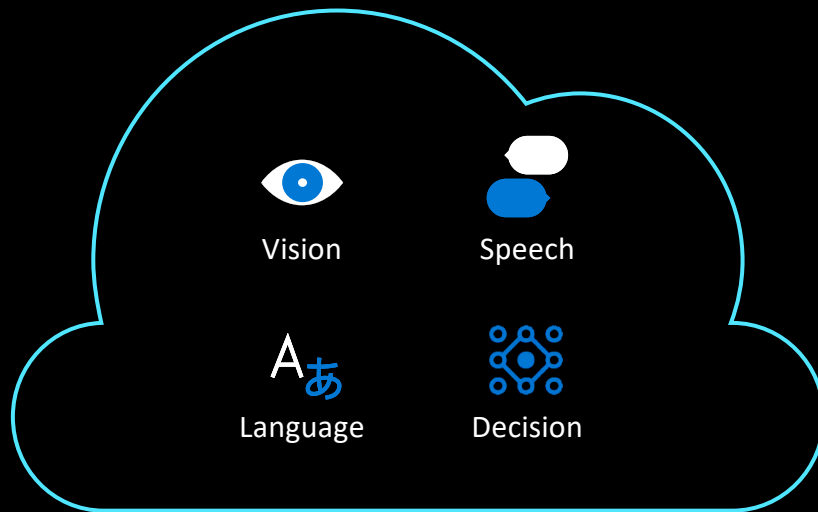 Vision
Speech
Aあ
Language
Decision